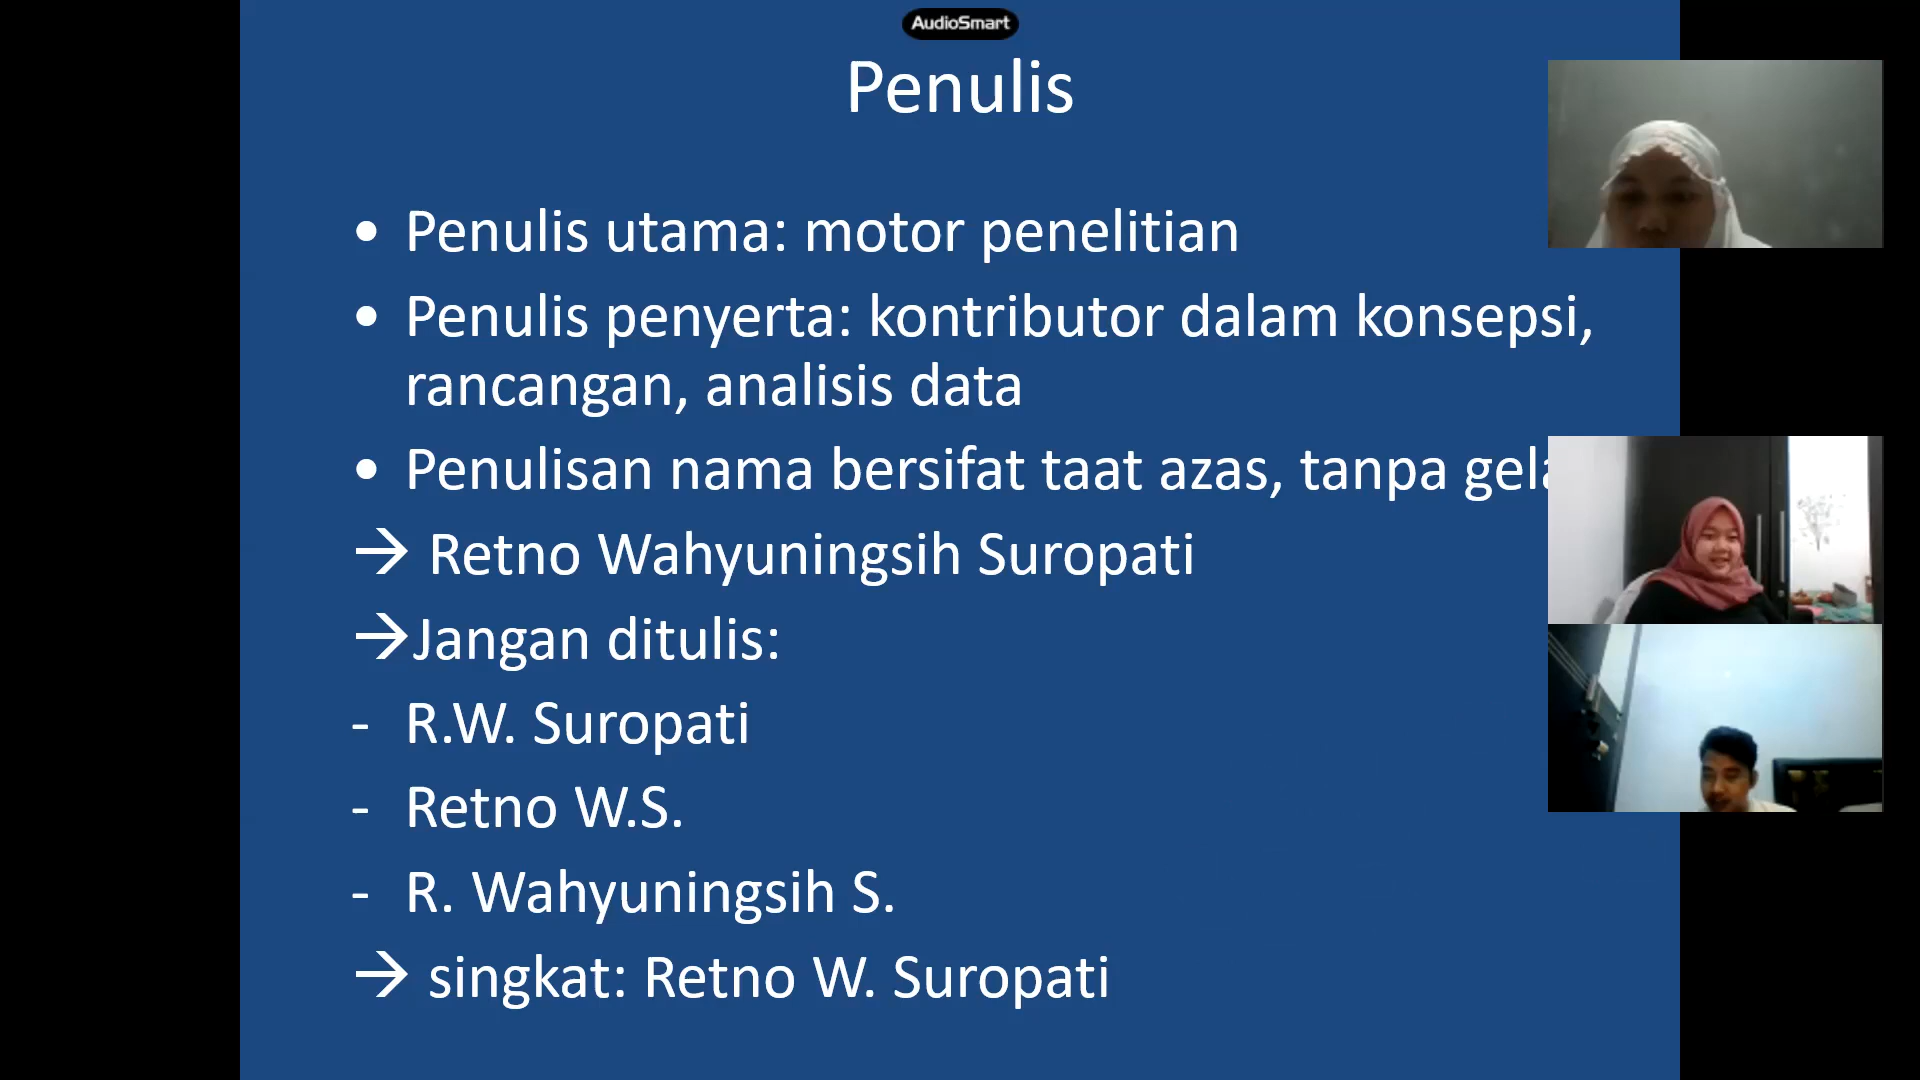 AudioSmart
Penulis
• Penulis utama: motor penelitian
• Penulis penyerta: kontributor dalam konsepsi,
rancangan, analisis data
• Penulisan nama bersifat taat azas, tanpa
→ Retno Wahyuningsih Suropati
→Jangan ditulis:
- R.W. Suropati
- Retno W.S.
- R. Wahyuningsih S.
→ singkat: Retno W. Suropati